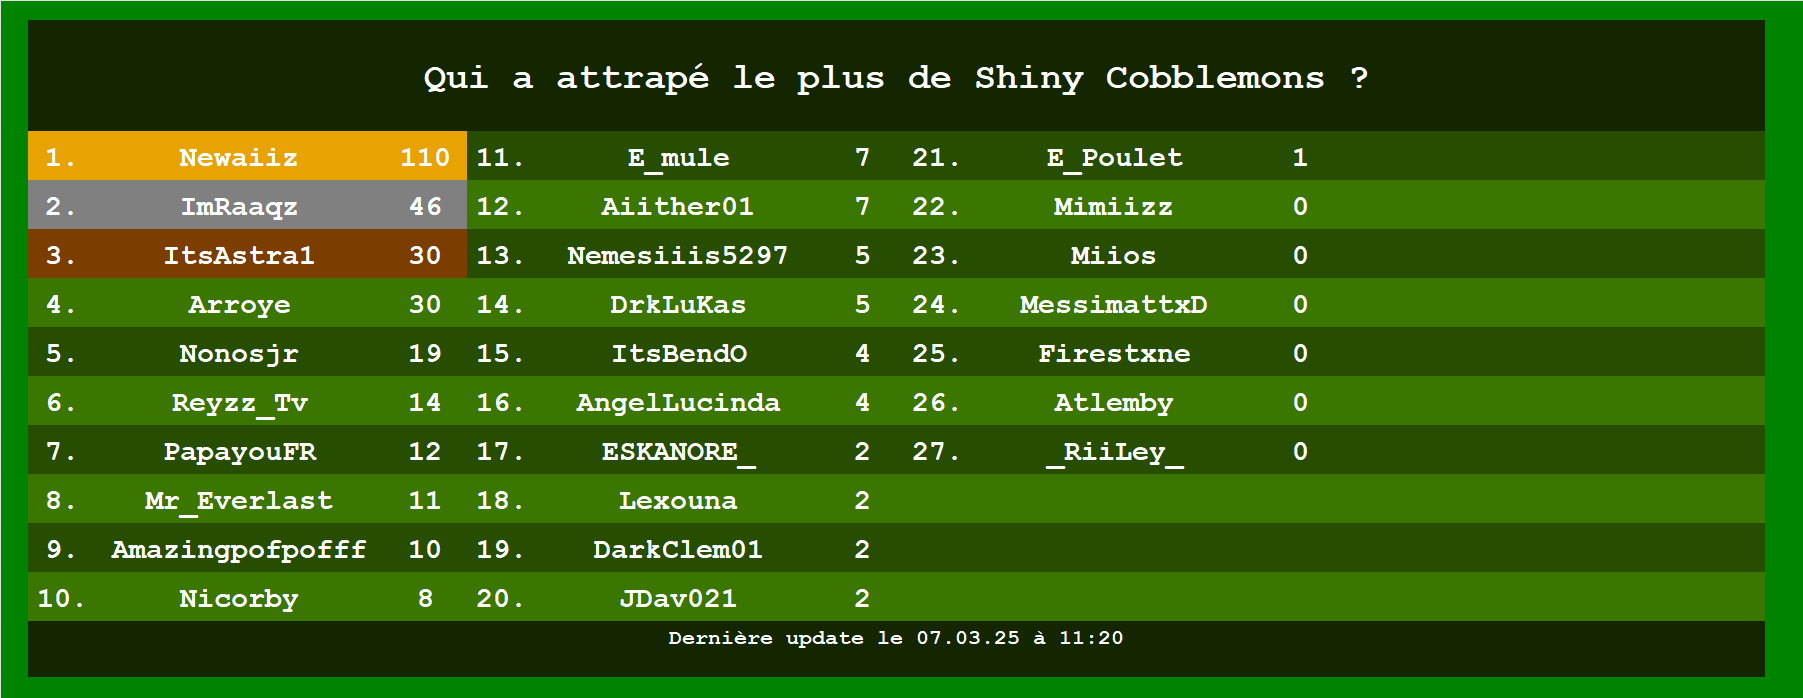 Qui a attrapé le plus de Shiny Cobblemons ?
1. Newaiiz 110 11. E_mule 7 21. E_Poulet 1
2. ImRaaqz 46 12. Aiither01 7 22. Mimiizz 0
3. ItsAstra1 30 13. Nemesiiis5297 5 23. Miios 0
4. Arroye 30 14. DrkLuKas 5 24. MessimattxD 0
5. Nonosjr 19 15. ItsBendO 4 25. Firestxne 0
6. Reyzz_Tv 14 16. AngelLucinda 4 26. Atlemby 0
7. PapayouFR 12 17. ESKANORE_ 2 27. _RiiLey_ 0
8. Mr_Everlast 11 18. Lexouna 2
9. Amazingpofpofff 10 19. DarkClem01 2
10. Nicorby 8 20. JDav021 2
Dernière update le 07.03.25 à 11:20